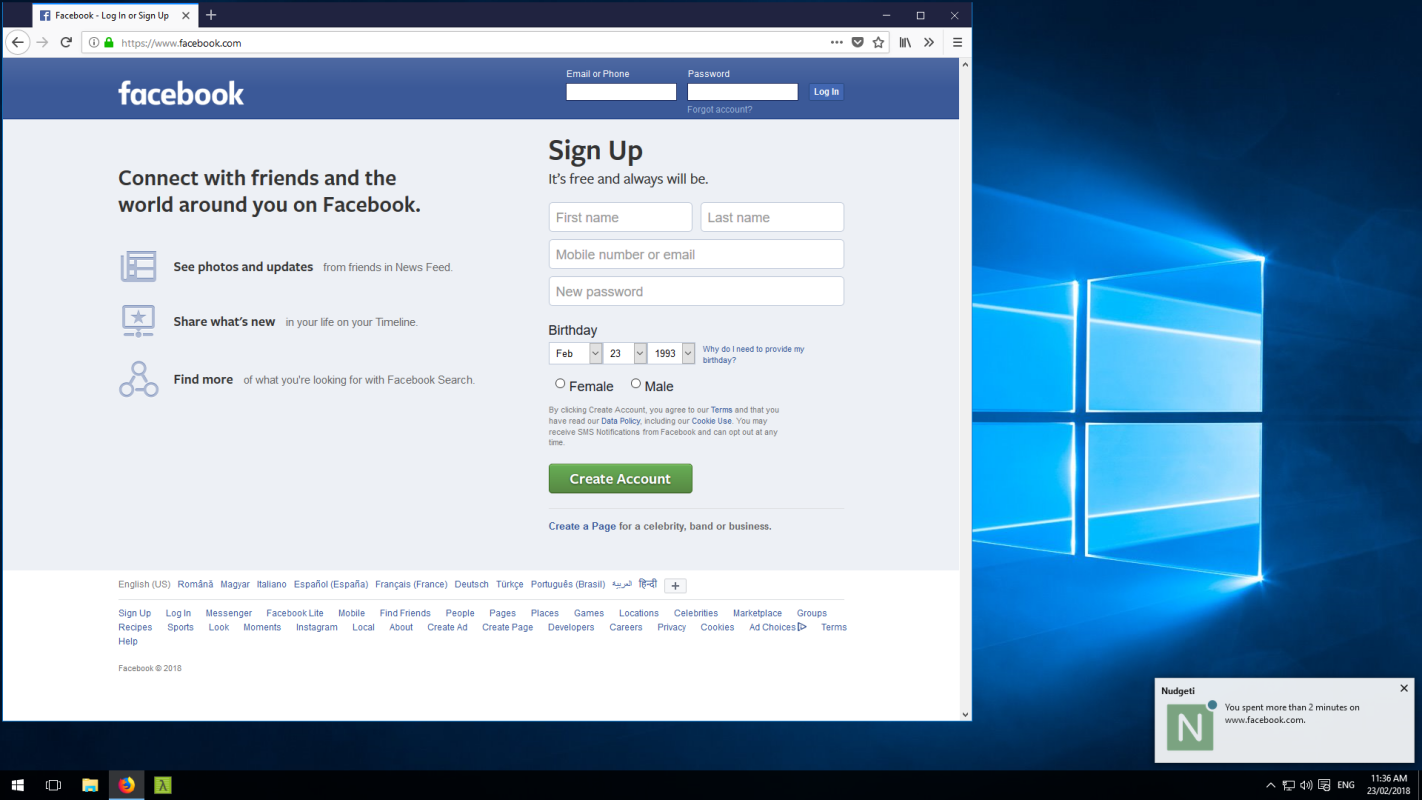 Facebook - Log In or Sign Up
https://www.facebook.com
facebook
Email or Phone
Password
Log In
Forgot account?
Connect with friends and the
world around you on Facebook.
See photos and updates from friends in News Feed.
Share what's new in your life on your Timeline.
Find more of what you're looking for with Facebook Search.
Sign Up
It's free and always will be.
First name
Last name
Mobile number or email
New password
Birthday
Feb 23 1993
Why do I need to provide my
birthday?
Female Male
By clicking Create Account, you agree to our Terms and that you
have read our Data Policy, including our Cookie Use. You may
receive SMS Notifications from Facebook and can opt out at any
time.
Create Account
Create a Page for a celebrity, band or business.
English (US) Română Magyar Italiano Español (España) Français (France) Deutsch Türkçe Português (Brasil) العربية हिन्दी
Sign Up Log In Messenger Facebook Lite Mobile Find Friends People Pages Places Games Locations Celebrities Marketplace Groups
Recipes Sports Look Moments Instagram Local About Create Ad Create Page Developers Careers Privacy Cookies Ad Choices Terms
Help
Facebook © 2018
Nudgeti
N
You spent more than 2 minutes on
www.facebook.com.
λ
ENG
11:36 AM
23/02/2018